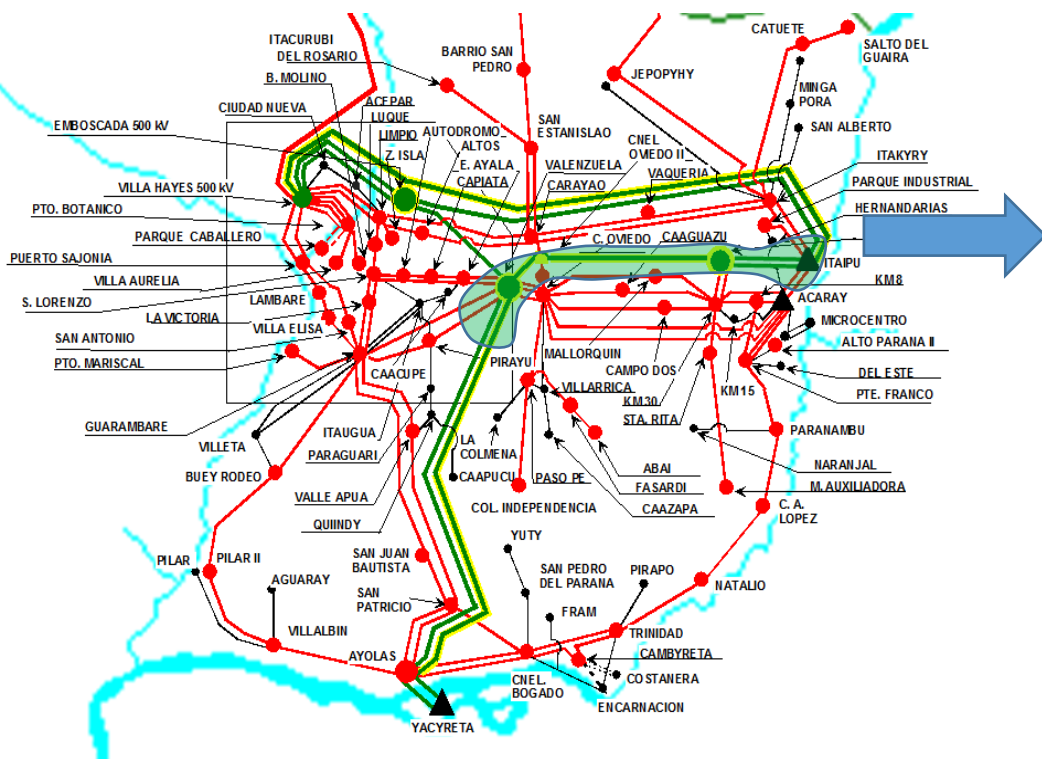 CATUETE
SALTO DEL
GUAIRA
ITACURUBI
DEL ROSARIO
BARRIO SAN
PEDRO
JEPOPYHY
B. MOLINO
MINGA
PORA
ACEPAR
CIUDAD NUEVA
LUQUE
EMBOSCADA 500 kV
LIMPIO
AUTODROMO
ALTOS
SAN
ESTANISLAO
SAN ALBERTO
Z. ISLA
E. AYALA
VALENZUELA
CNEL
OVIEDO II
ITAKYRY
CAPIATA
CARAYAO
VAQUERIA
PARQUE INDUSTRIAL
VILLA HAYES 500 kV
PTO. BOTANICO
HERNANDARIAS
PARQUE CABALLERO
C. OVIEDO
CAAGUAZU
PUERTO SAJONIA
ITAIPU
VILLA AURELIA
KM8
S. LORENZO
LAMBARE
ACARAY
LA VICTORIA
MICROCENTRO
VILLA ELISA
SAN ANTONIO
ALTO PARANA II
PTO. MARISCAL
MALLORQUIN
CAACUPE
PIRAYU
CAMPO DOS
DEL ESTE
KM15
PTE. FRANCO
VILLARRICA
KM30
STA. RITA
GUARAMBARE
ITAUGUA
PARANAMBU
VILLETA
LA
COLMENA
PARAGUARI
ABAI
NARANJAL
BUEY RODEO
CAAPUCU
PASO PE
FASARDI
M. AUXILIADORA
VALLE APUA
CAAZAPA
COL. INDEPENDENCIA
C. A.
LOPEZ
QUIINDY
YUTY
PILAR
PILAR II
SAN JUAN
BAUTISTA
SAN PEDRO
DEL PARANA
PIRAPO
AGUARAY
NATALIO
SAN
PATRICIO
FRAM
VILLALBIN
TRINIDAD
CAMBYRETA
AYOLAS
COSTANERA
CNEL.
BOGADO
ENCARNACION
YACYRETA